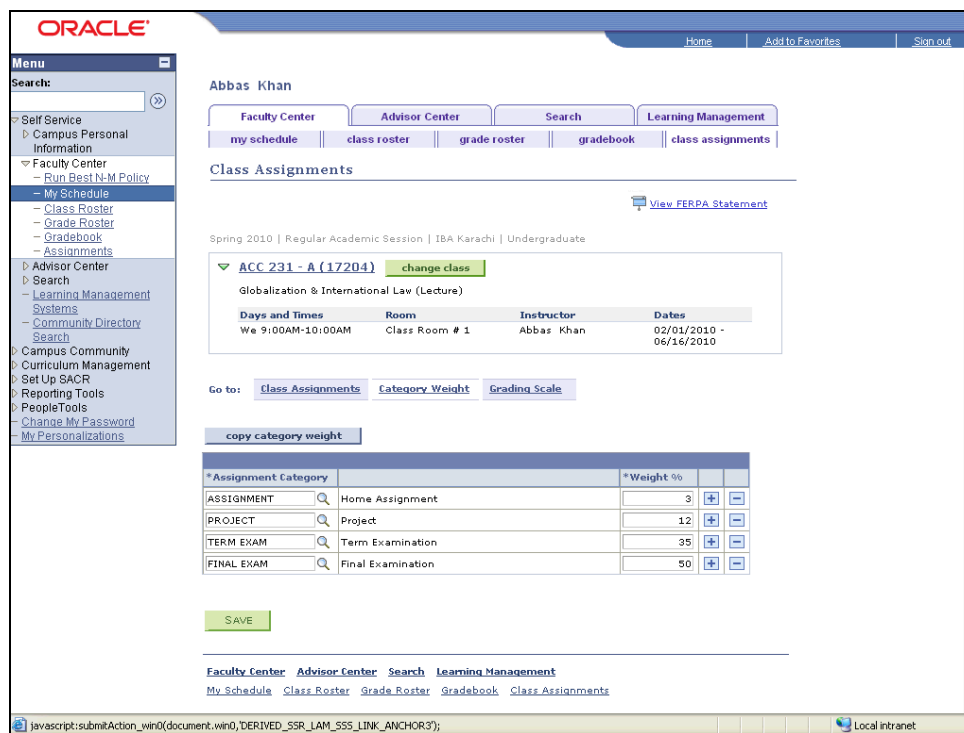 ORACLE®
Home Add to Favorites Sign out
Menu
Search:
Self Service
Campus Personal
Information
Faculty Center
Run Best N-M Policy
My Schedule
Class Roster
Grade Roster
Gradebook
Assignments
Advisor Center
Search
Learning Management
Systems
Community Directory
Search
Campus Community
Curriculum Management
Set Up SACR
Reporting Tools
PeopleTools
Change My Password
My Personalizations
Abbas Khan
Faculty Center Advisor Center Search Learning Management
my schedule class roster grade roster gradebook class assignments
Class Assignments
View FERPA Statement
Spring 2010 | Regular Academic Session | IBA Karachi | Undergraduate
ACC 231 - A (17204) change class
Globalization & International Law (Lecture)
Days and Times Room Instructor Dates
We 9:00AM-10:00AM Class Room # 1 Abbas Khan 02/01/2010 -
06/16/2010
Go to: Class Assignments Category Weight Grading Scale
copy category weight
*Assignment Category *Weight %
ASSIGNMENT Home Assignment 3
PROJECT Project 12
TERM EXAM Term Examination 35
FINAL EXAM Final Examination 50
SAVE
Faculty Center Advisor Center Search Learning Management
My Schedule Class Roster Grade Roster Gradebook Class Assignments
javascript:submitAction_win0(document.win0,'DERIVED_SSR_LAM_SSS_LINK_ANCHOR3'); Local intranet